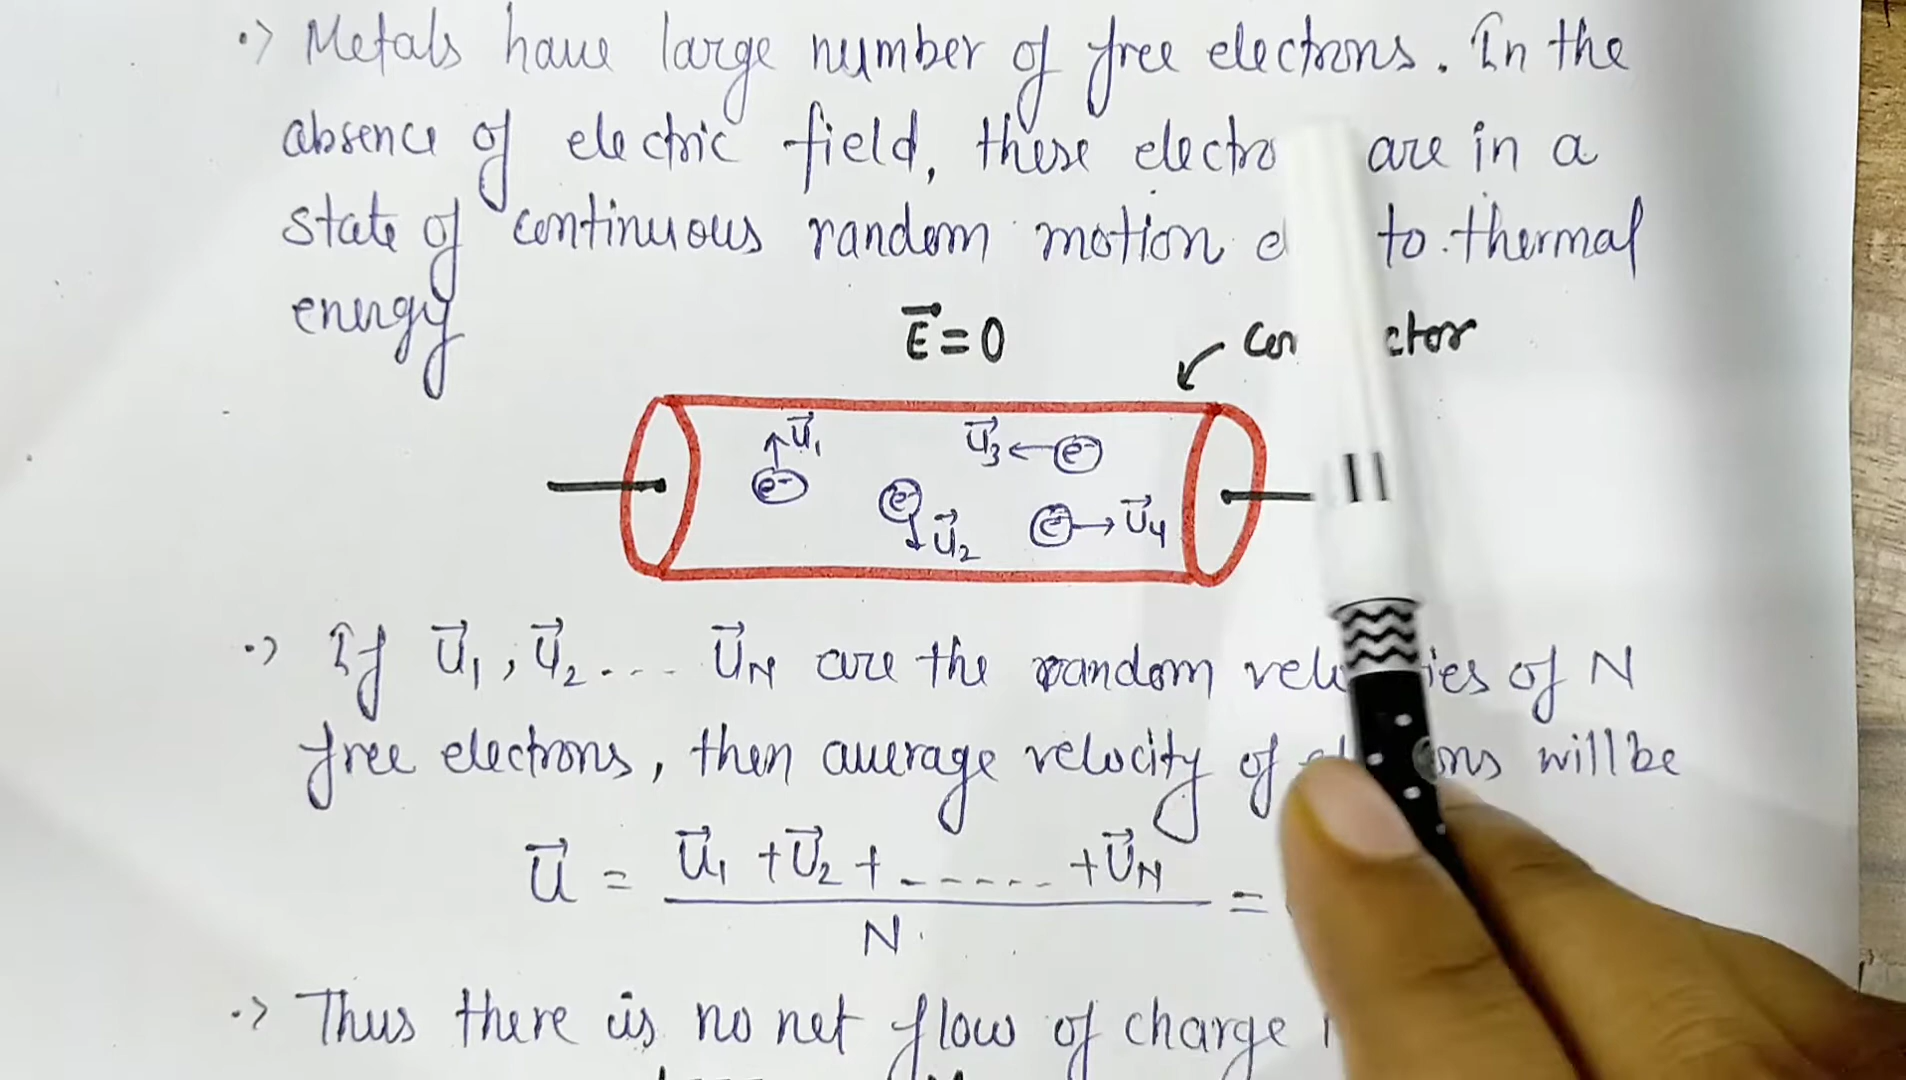 ·> Metals have large number of free electrons. In the
absence of electric field, these electro are in a
state of continuous random motion d to thermal
energy
E⃗ = 0
Con ctor
u⃗₁
e⁻
u⃗₃ ← e⁻
e⁻
u⃗₂
e⁻ → u⃗₄
·> If u⃗₁, u⃗₂ ... u⃗N are the random velo ies of N
free electrons, then average velocity of ons will be
u⃗ = u⃗₁ + u⃗₂ + ...... + u⃗N =
N
·> Thus there is no net flow of charge